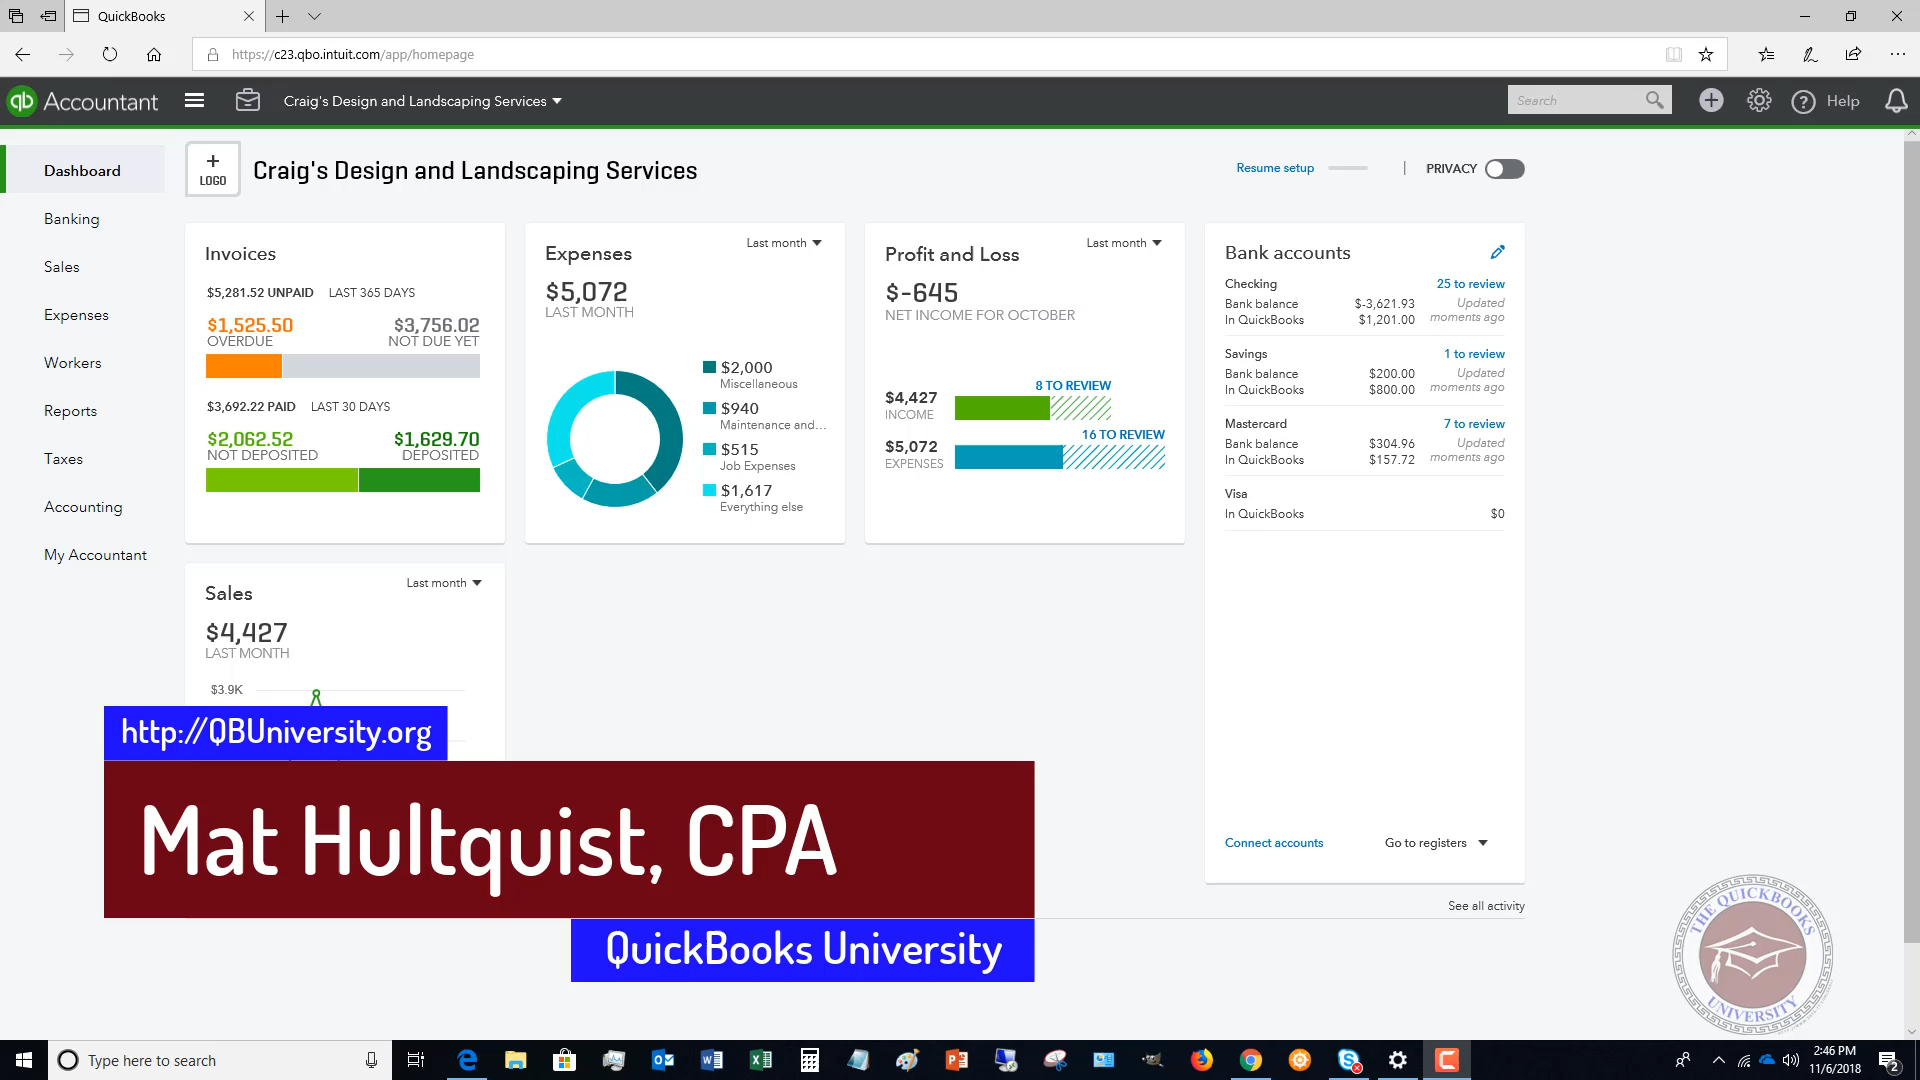 QuickBooks
https://c23.qbo.intuit.com/app/homepage
qb Accountant
Craig's Design and Landscaping Services
Search
Help
Dashboard
Banking
Sales
Expenses
Workers
Reports
Taxes
Accounting
My Accountant
+
LOGO
Craig's Design and Landscaping Services
Resume setup
PRIVACY
Invoices
$5,281.52 UNPAID LAST 365 DAYS
$1,525.50 $3,756.02
OVERDUE NOT DUE YET
$3,692.22 PAID LAST 30 DAYS
$2,062.52 $1,629.70
NOT DEPOSITED DEPOSITED
Expenses
Last month
$5,072
LAST MONTH
$2,000
Miscellaneous
$940
Maintenance and...
$515
Job Expenses
$1,617
Everything else
Profit and Loss
Last month
$-645
NET INCOME FOR OCTOBER
8 TO REVIEW
$4,427
INCOME
16 TO REVIEW
$5,072
EXPENSES
Bank accounts
Checking 25 to review
Bank balance $-3,621.93 Updated
In QuickBooks $1,201.00 moments ago
Savings 1 to review
Bank balance $200.00 Updated
In QuickBooks $800.00 moments ago
Mastercard 7 to review
Bank balance $304.96 Updated
In QuickBooks $157.72 moments ago
Visa
In QuickBooks $0
Connect accounts Go to registers
See all activity
Sales
Last month
$4,427
LAST MONTH
$3.9K
http://QBUniversity.org
Mat Hultquist, CPA
QuickBooks University
THE QUICKBOOKS
UNIVERSITY
Type here to search
2:46 PM
11/6/2018
2